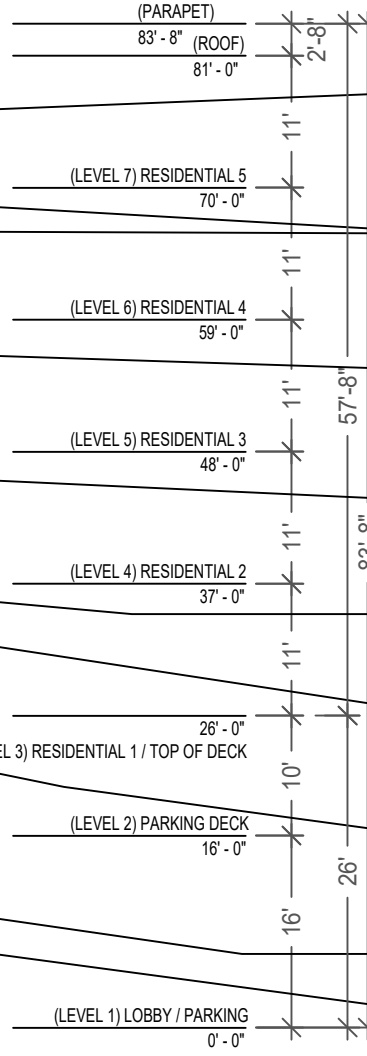 (PARAPET)
83' - 8"
(ROOF)
81' - 0"
2'-8"
11'
(LEVEL 7) RESIDENTIAL 5
70' - 0"
11'
(LEVEL 6) RESIDENTIAL 4
59' - 0"
11'
57'-8"
(LEVEL 5) RESIDENTIAL 3
48' - 0"
11'
83'-8"
(LEVEL 4) RESIDENTIAL 2
37' - 0"
11'
26' - 0"
EL 3) RESIDENTIAL 1 / TOP OF DECK
10'
(LEVEL 2) PARKING DECK
16' - 0"
26'
16'
(LEVEL 1) LOBBY / PARKING
0' - 0"